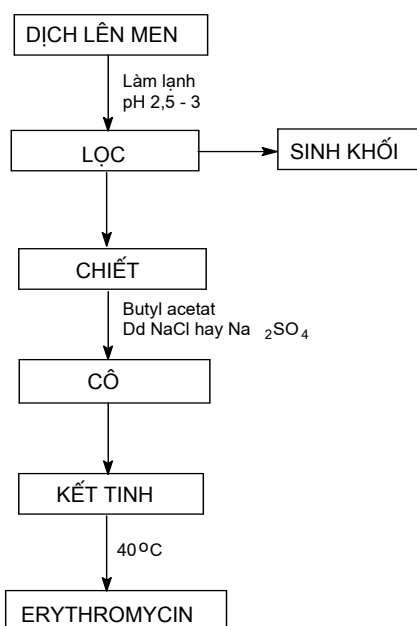 DỊCH LÊN MEN
Làm lạnh
pH 2,5 - 3
LỌC
SINH KHỐI
CHIẾT
Butyl acetat
Dd NaCl hay Na ₂SO₄
CÔ
KẾT TINH
40°C
ERYTHROMYCIN